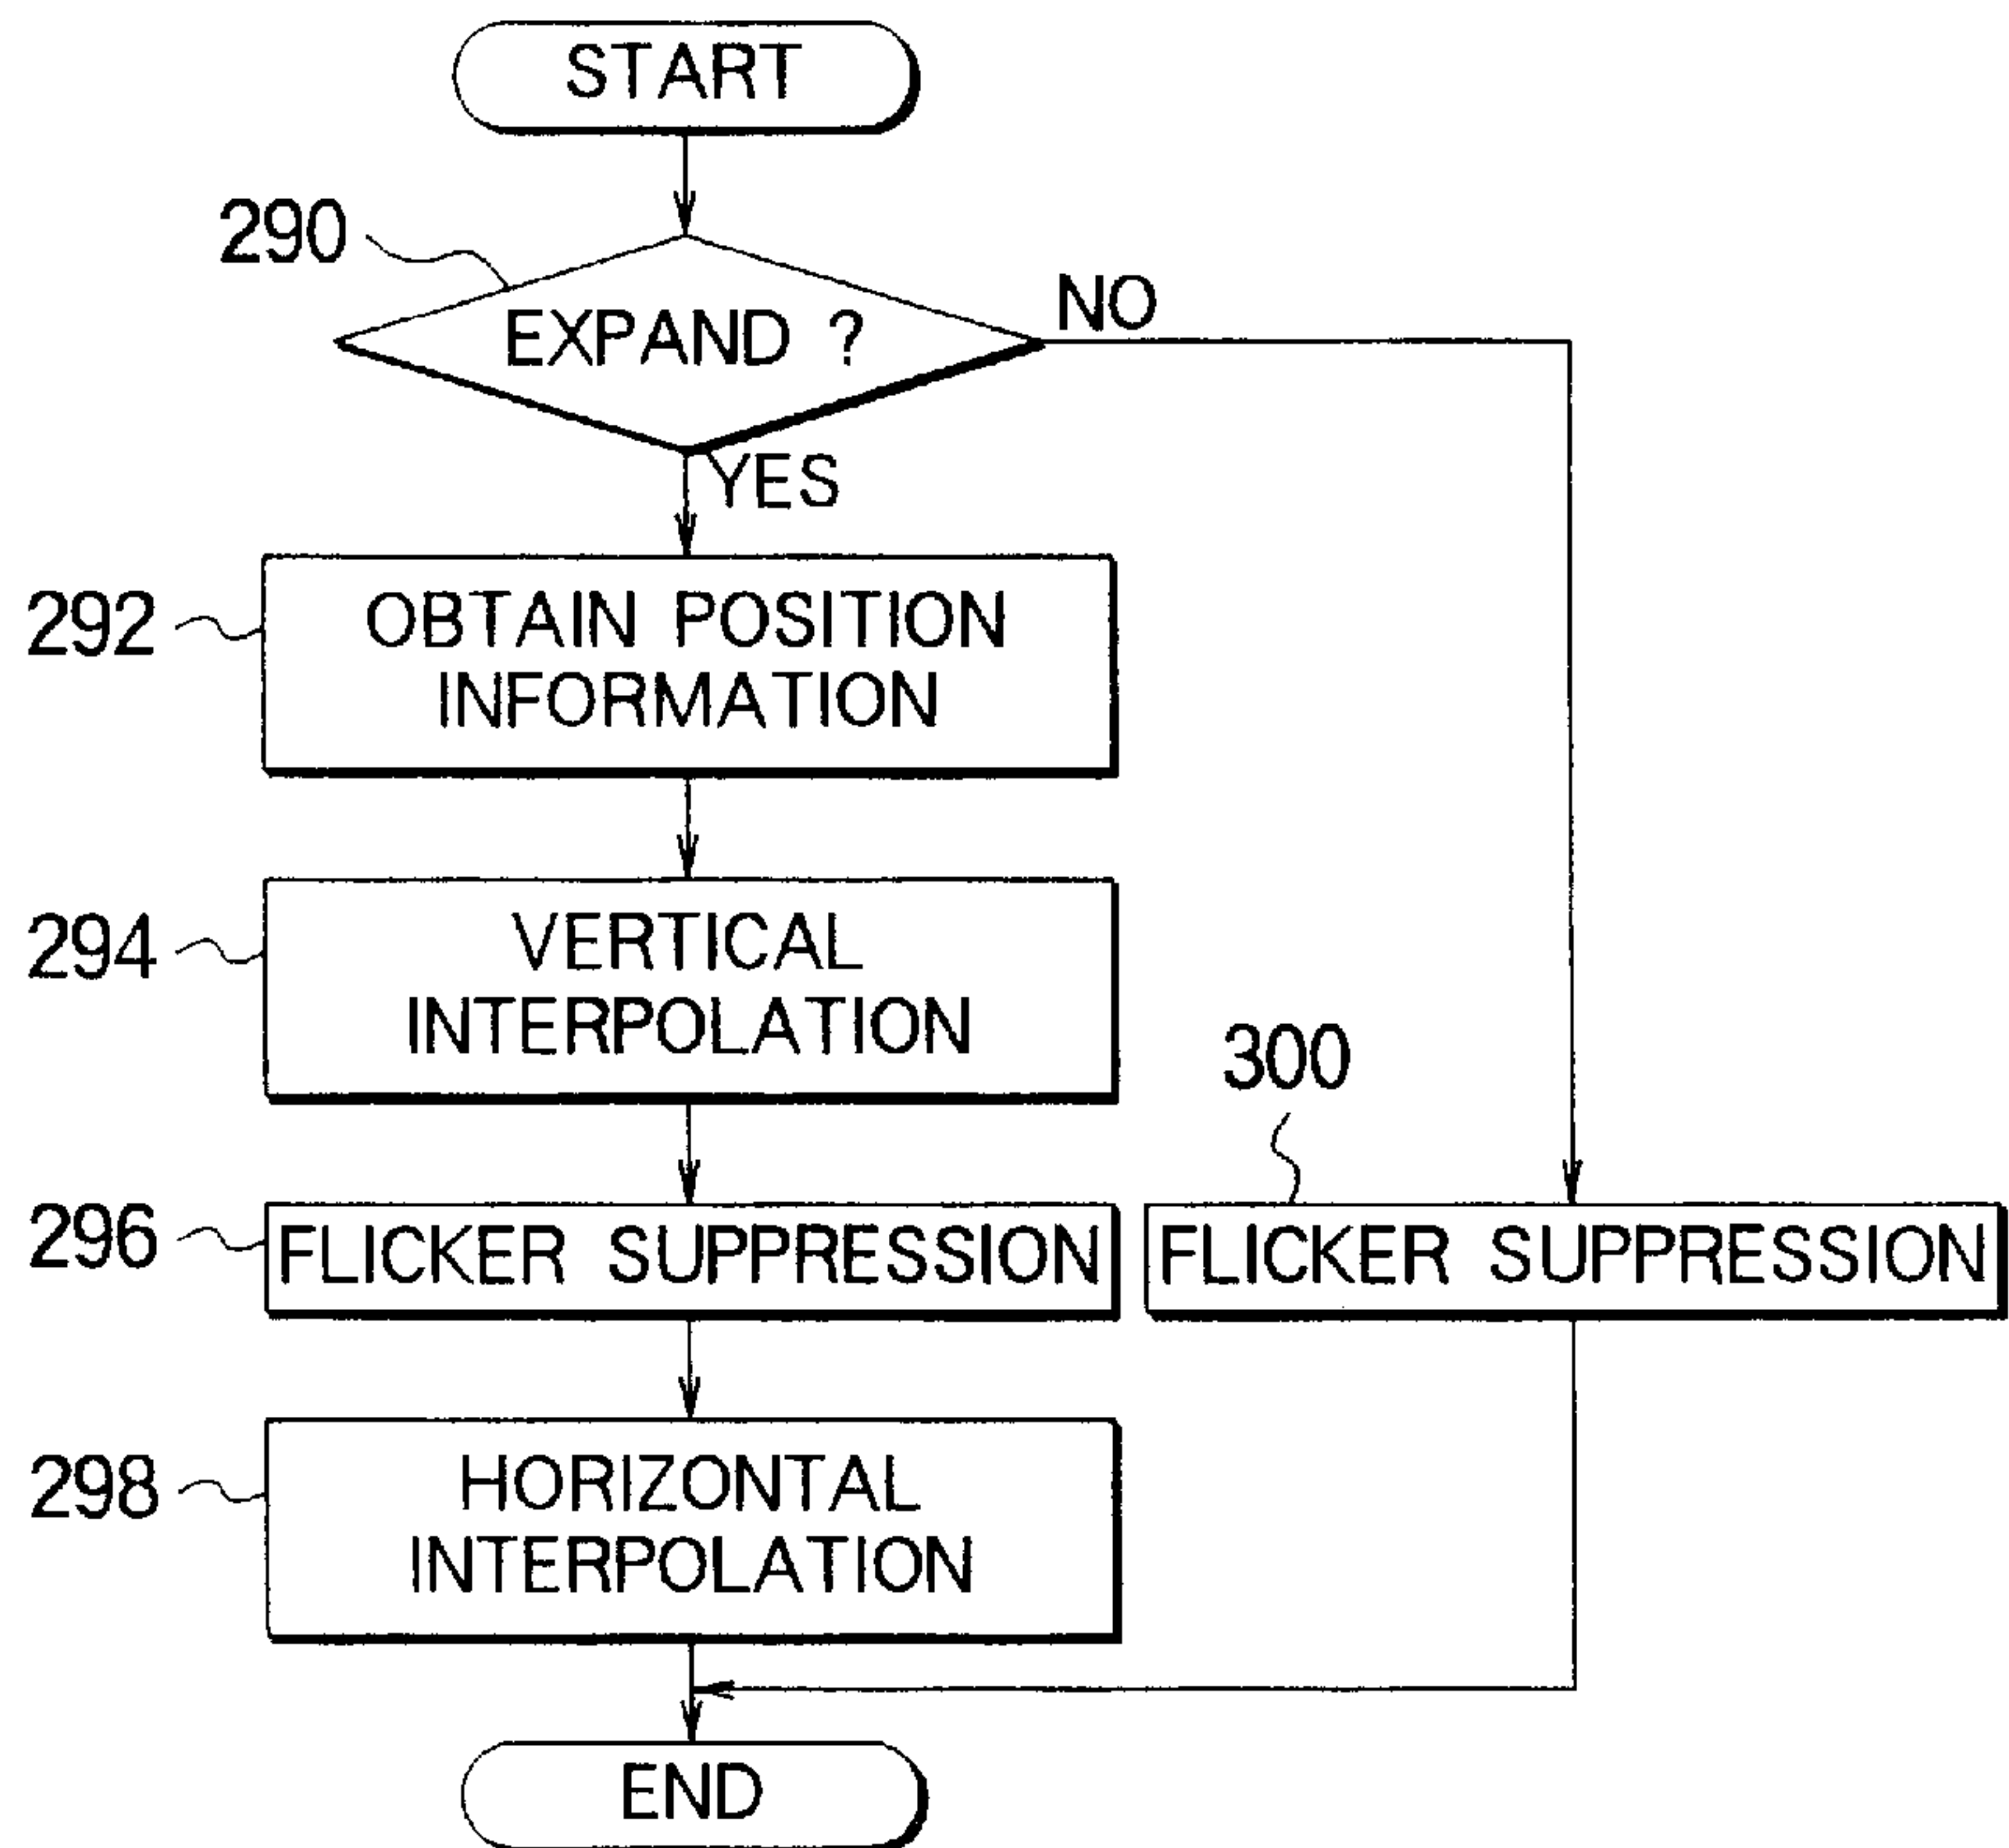 START
290
EXPAND ?
NO
YES
292
OBTAIN POSITION
INFORMATION
294
VERTICAL
INTERPOLATION
300
296
FLICKER SUPPRESSION
FLICKER SUPPRESSION
298
HORIZONTAL
INTERPOLATION
END